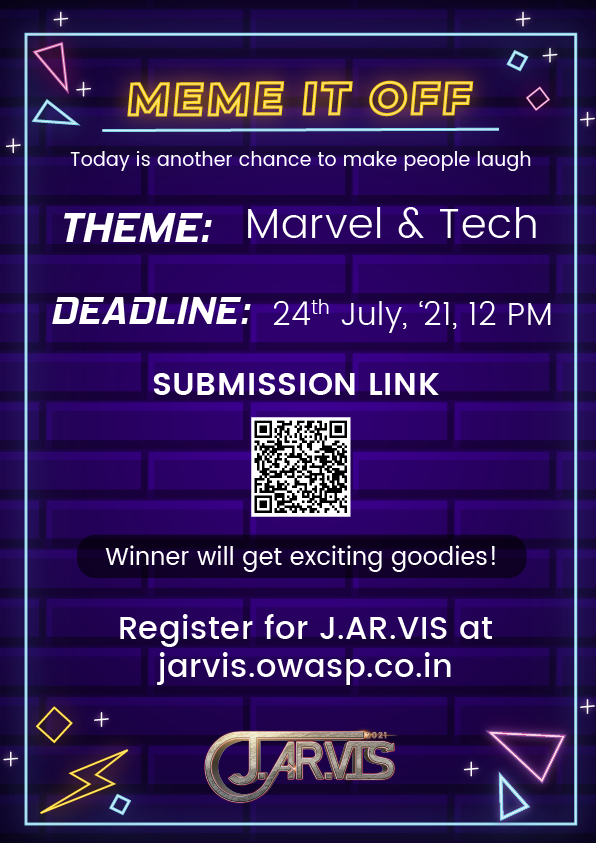 MEME IT OFF
Today is another chance to make people laugh
THEME: Marvel & Tech
DEADLINE: 24th July, ‘21, 12 PM
SUBMISSION LINK
Winner will get exciting goodies!
Register for J.AR.VIS at
jarvis.owasp.co.in
2021
J.AR.VIS